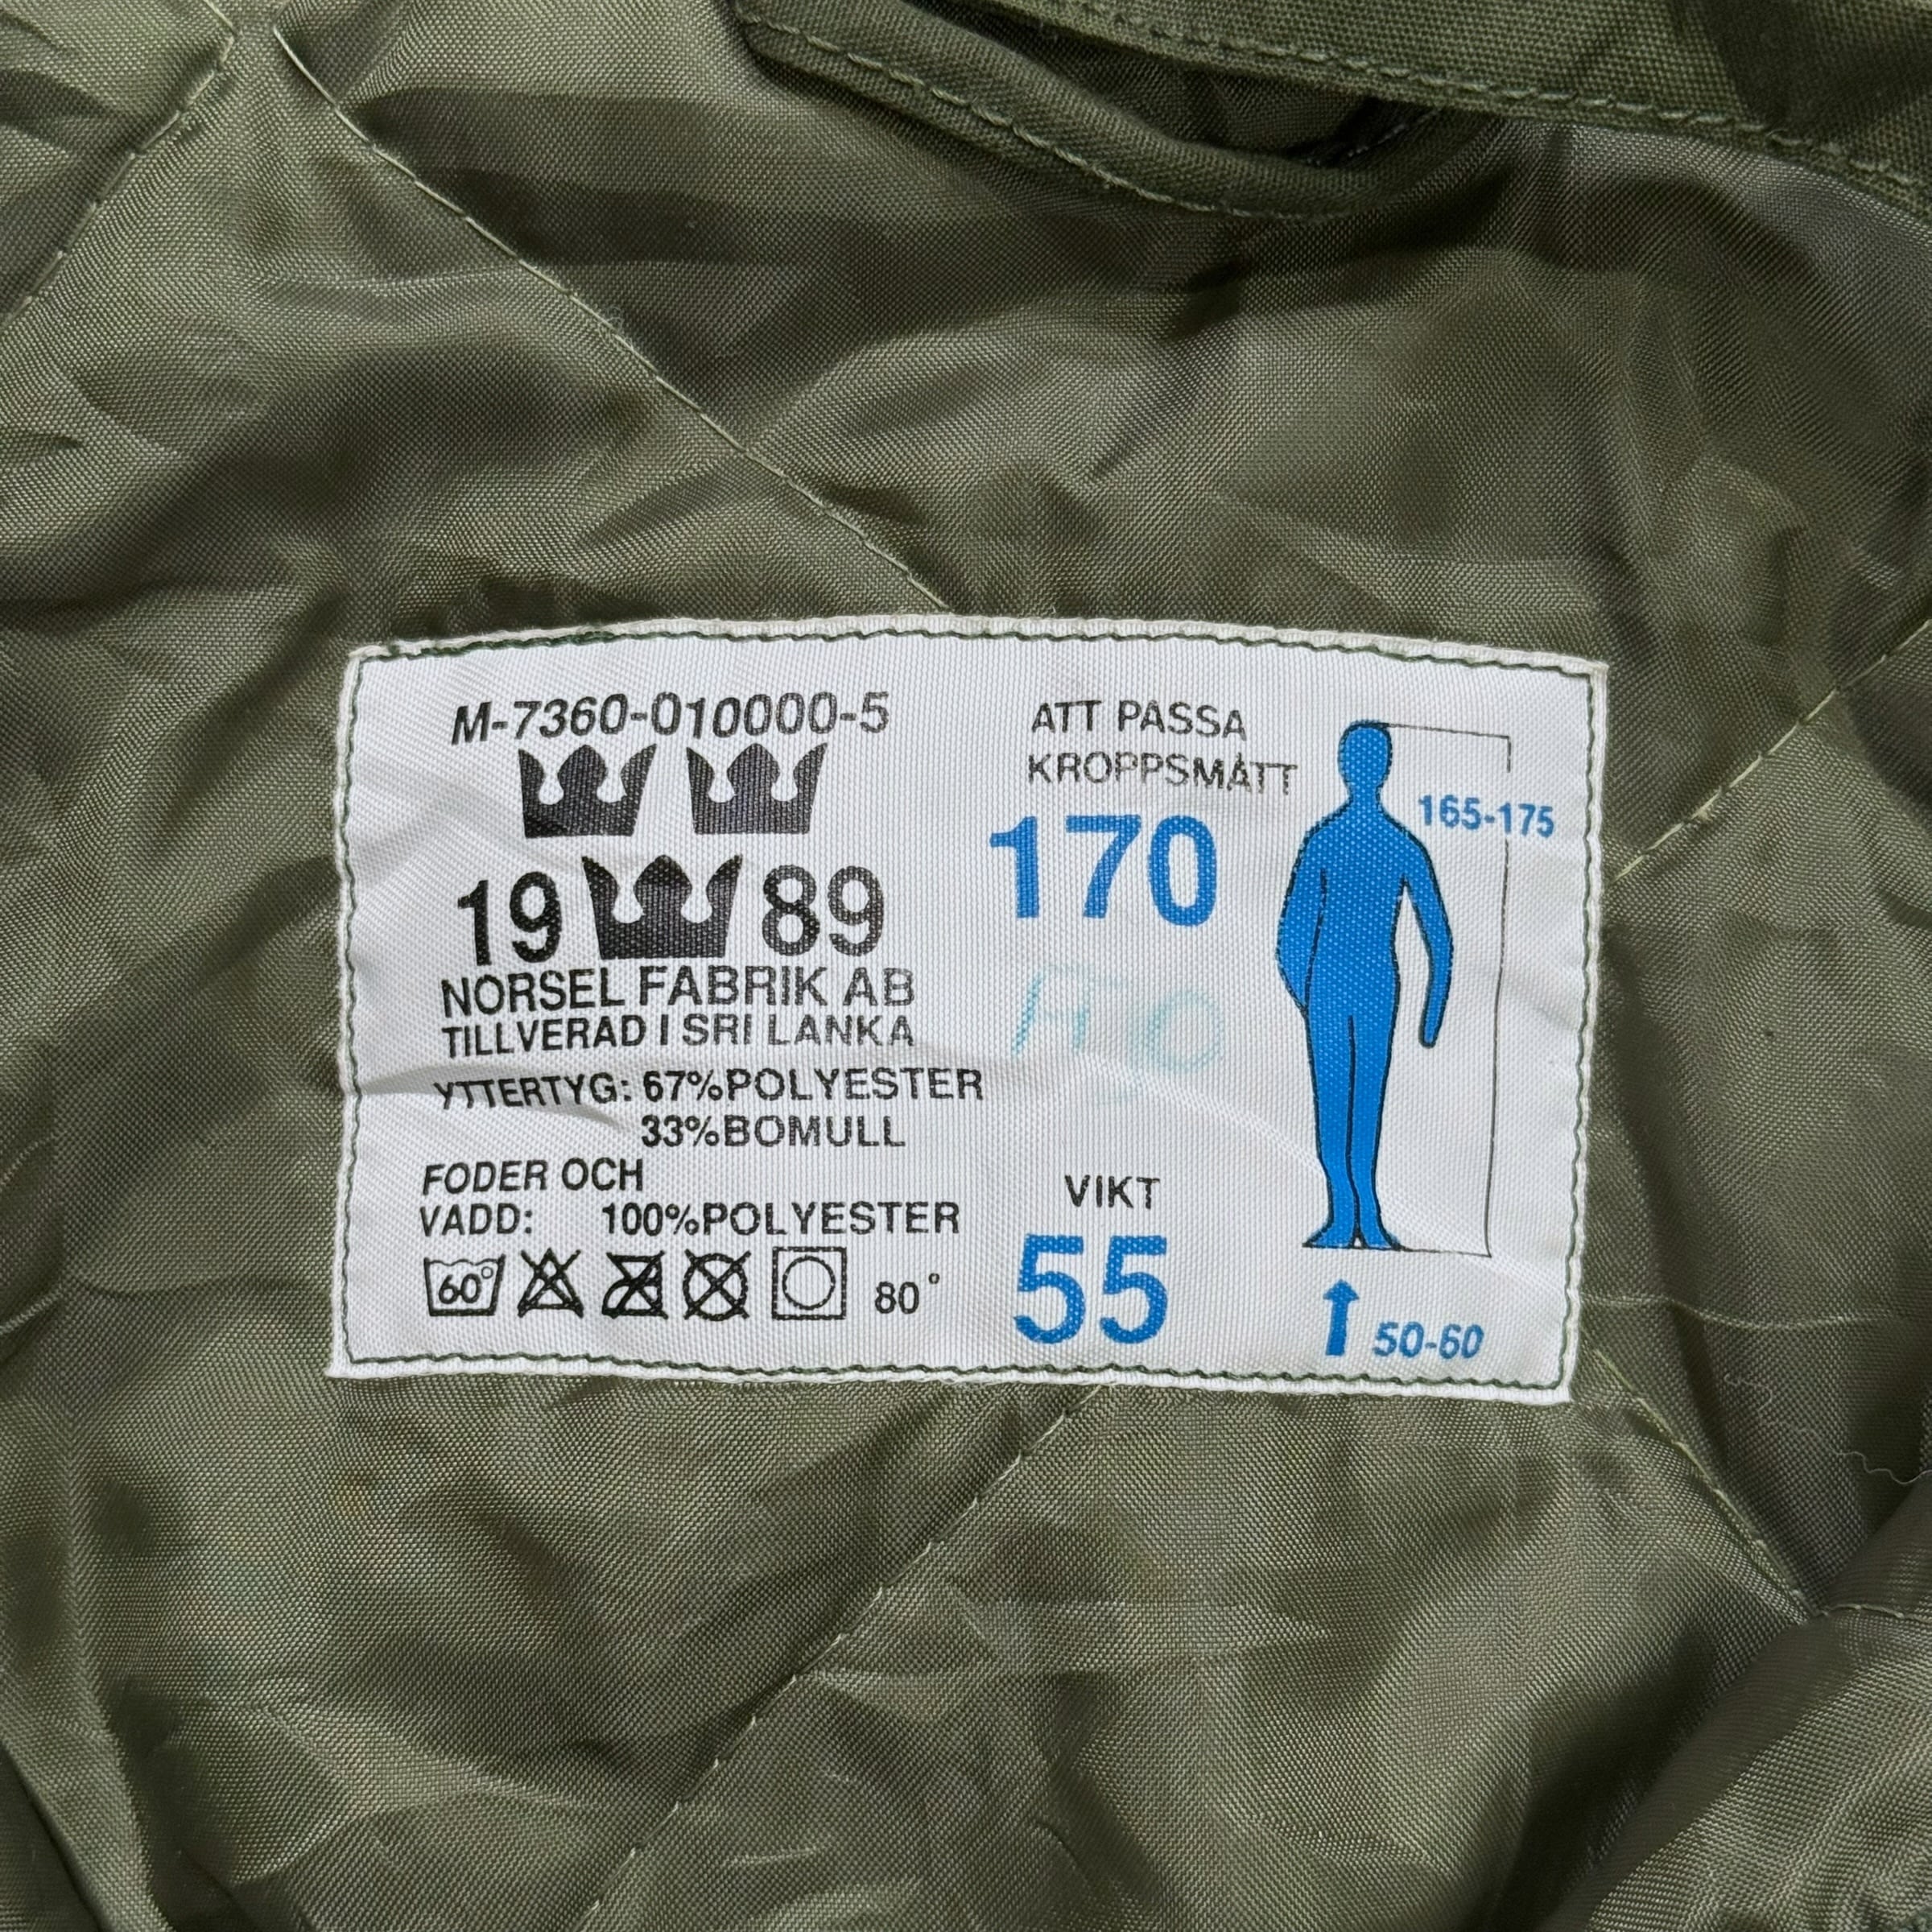 M-7360-010000-5
19 89
NORSEL FABRIK AB
TILLVERAD I SRI LANKA
YTTERTYG: 67%POLYESTER
33%BOMULL
FODER OCH
VADD: 100%POLYESTER
60° 80°
ATT PASSA
KROPPSMÅTT
170
165-175
VIKT
55
50-60